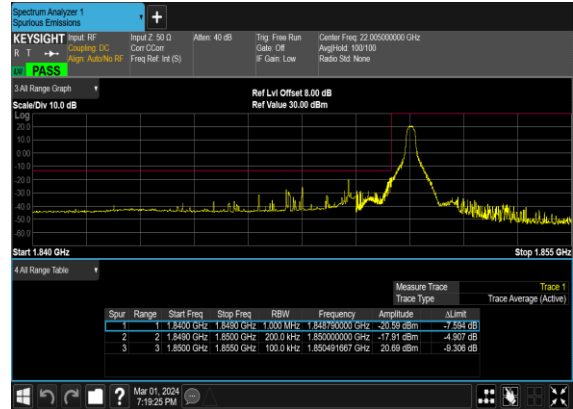 Spectrum Analyzer 1
Spurious Emissions
KEYSIGHT Input: RF Input Z: 50 Ω Atten: 40 dB Trig: Free Run Center Freq: 22.005000000 GHz
R T Coupling: DC Corr CCorr Gate: Off Avg|Hold: 100/100
Align: Auto/No RF Freq Ref: Int (S) IF Gain: Low Radio Std: None
PASS
3 All Range Graph
Ref Lvl Offset 8.00 dB
Scale/Div 10.0 dB Ref Value 30.00 dBm
Log
20.0
10.0
0.00
-10.0
-20.0
-30.0
-40.0
-50.0
-60.0
Start 1.840 GHz Stop 1.855 GHz
4 All Range Table
Measure Trace Trace 1
Trace Type Trace Average (Active)
Spur Range Start Freq Stop Freq RBW Frequency Amplitude ΔLimit
1 1 1.8400 GHz 1.8490 GHz 1.000 MHz 1.848790000 GHz -20.59 dBm -7.594 dB
2 2 1.8490 GHz 1.8500 GHz 200.0 kHz 1.850000000 GHz -17.91 dBm -4.907 dB
3 3 1.8500 GHz 1.8550 GHz 100.0 kHz 1.850491667 GHz 20.69 dBm -9.306 dB
? Mar 01, 2024
7:19:25 PM